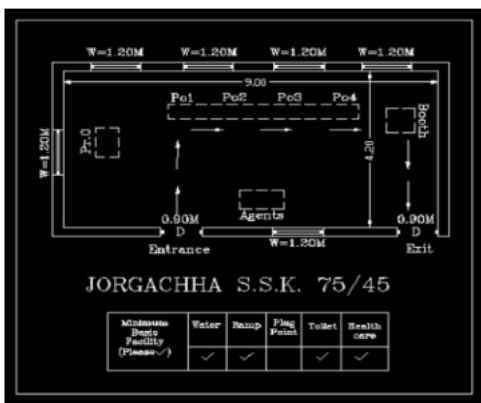 W=1.20M W=1.20M W=1.20M W=1.20M
9.00
Po1 Po2 Po3 Po4
Booth
Pr.O
W=1.20M
4.20
Agents
0.90M 0.90M
D D
Entrance W=1.20M Exit
JORGACHHA S.S.K. 75/45
Minimum Basic Facility (Please✓) Water Ramp Plug Point Toilet Health care
✓ ✓ ✓ ✓